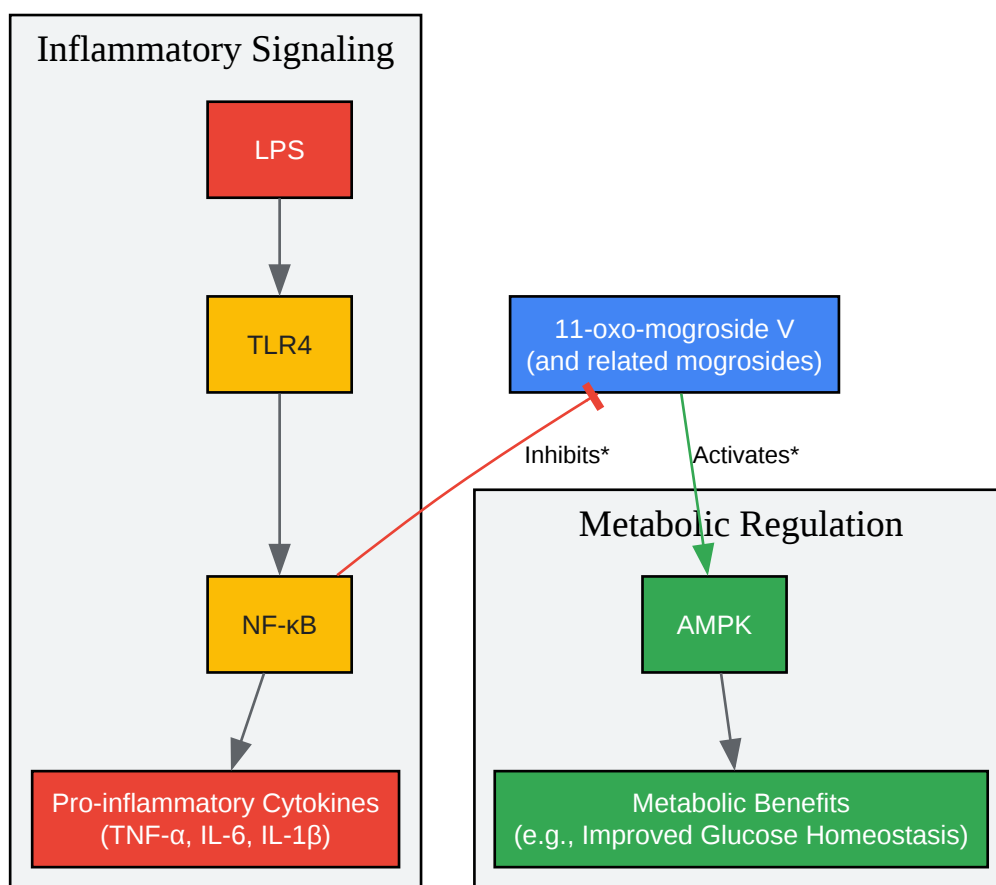 Inflammatory Signaling
LPS
TLR4
11-oxo-mogroside V
(and related mogrosides)
Inhibits*
Activates*
Metabolic Regulation
NF-κB
AMPK
Pro-inflammatory Cytokines
(TNF-α, IL-6, IL-1β)
Metabolic Benefits
(e.g., Improved Glucose Homeostasis)